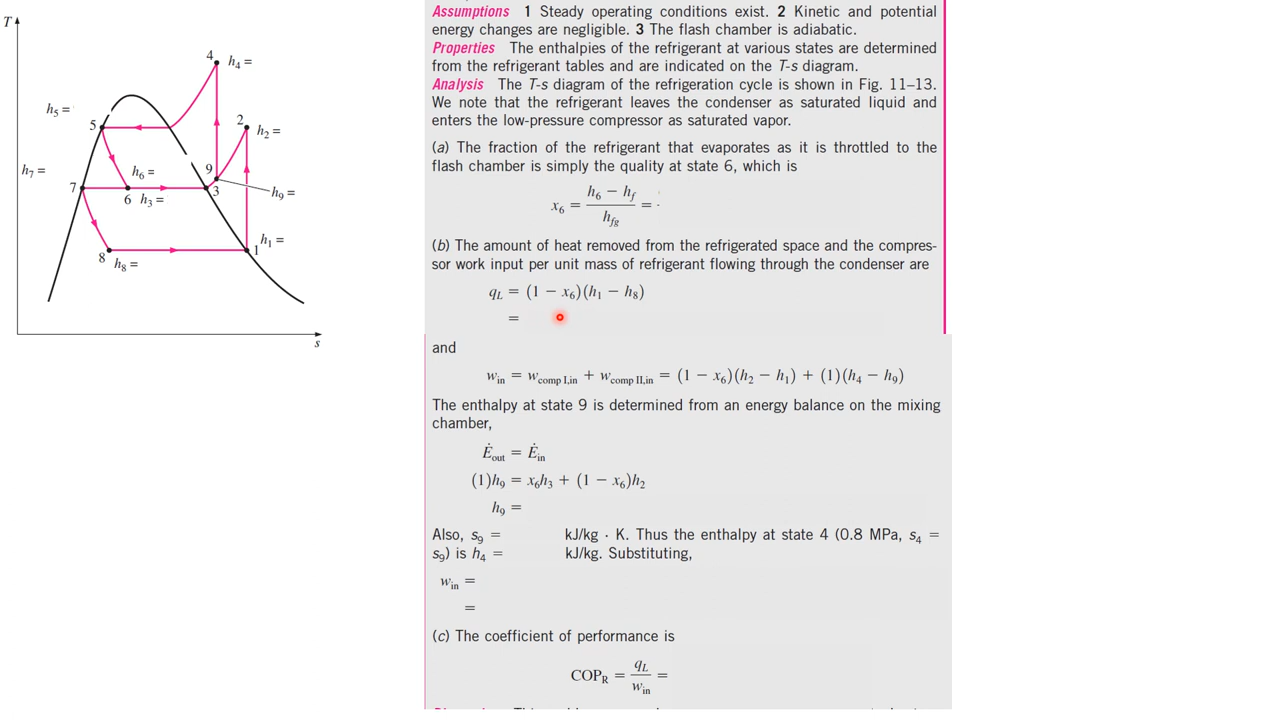 T
4
h4 =
h5 =
5
2
h2 =
h7 =
9
h6 =
7
3
h9 =
6 h3 =
h1 =
1
8
h8 =
s
Assumptions 1 Steady operating conditions exist. 2 Kinetic and potential
energy changes are negligible. 3 The flash chamber is adiabatic.
Properties The enthalpies of the refrigerant at various states are determined
from the refrigerant tables and are indicated on the T-s diagram.
Analysis The T-s diagram of the refrigeration cycle is shown in Fig. 11–13.
We note that the refrigerant leaves the condenser as saturated liquid and
enters the low-pressure compressor as saturated vapor.
(a) The fraction of the refrigerant that evaporates as it is throttled to the
flash chamber is simply the quality at state 6, which is
x6 = (h6 − hf) / hfg =
(b) The amount of heat removed from the refrigerated space and the compres-
sor work input per unit mass of refrigerant flowing through the condenser are
qL = (1 − x6)(h1 − h8)
=
and
win = wcomp I,in + wcomp II,in = (1 − x6)(h2 − h1) + (1)(h4 − h9)
The enthalpy at state 9 is determined from an energy balance on the mixing
chamber,
Ėout = Ėin
(1)h9 = x6h3 + (1 − x6)h2
h9 =
Also, s9 = kJ/kg · K. Thus the enthalpy at state 4 (0.8 MPa, s4 =
s9) is h4 = kJ/kg. Substituting,
win =
=
(c) The coefficient of performance is
COPR = qL / win =